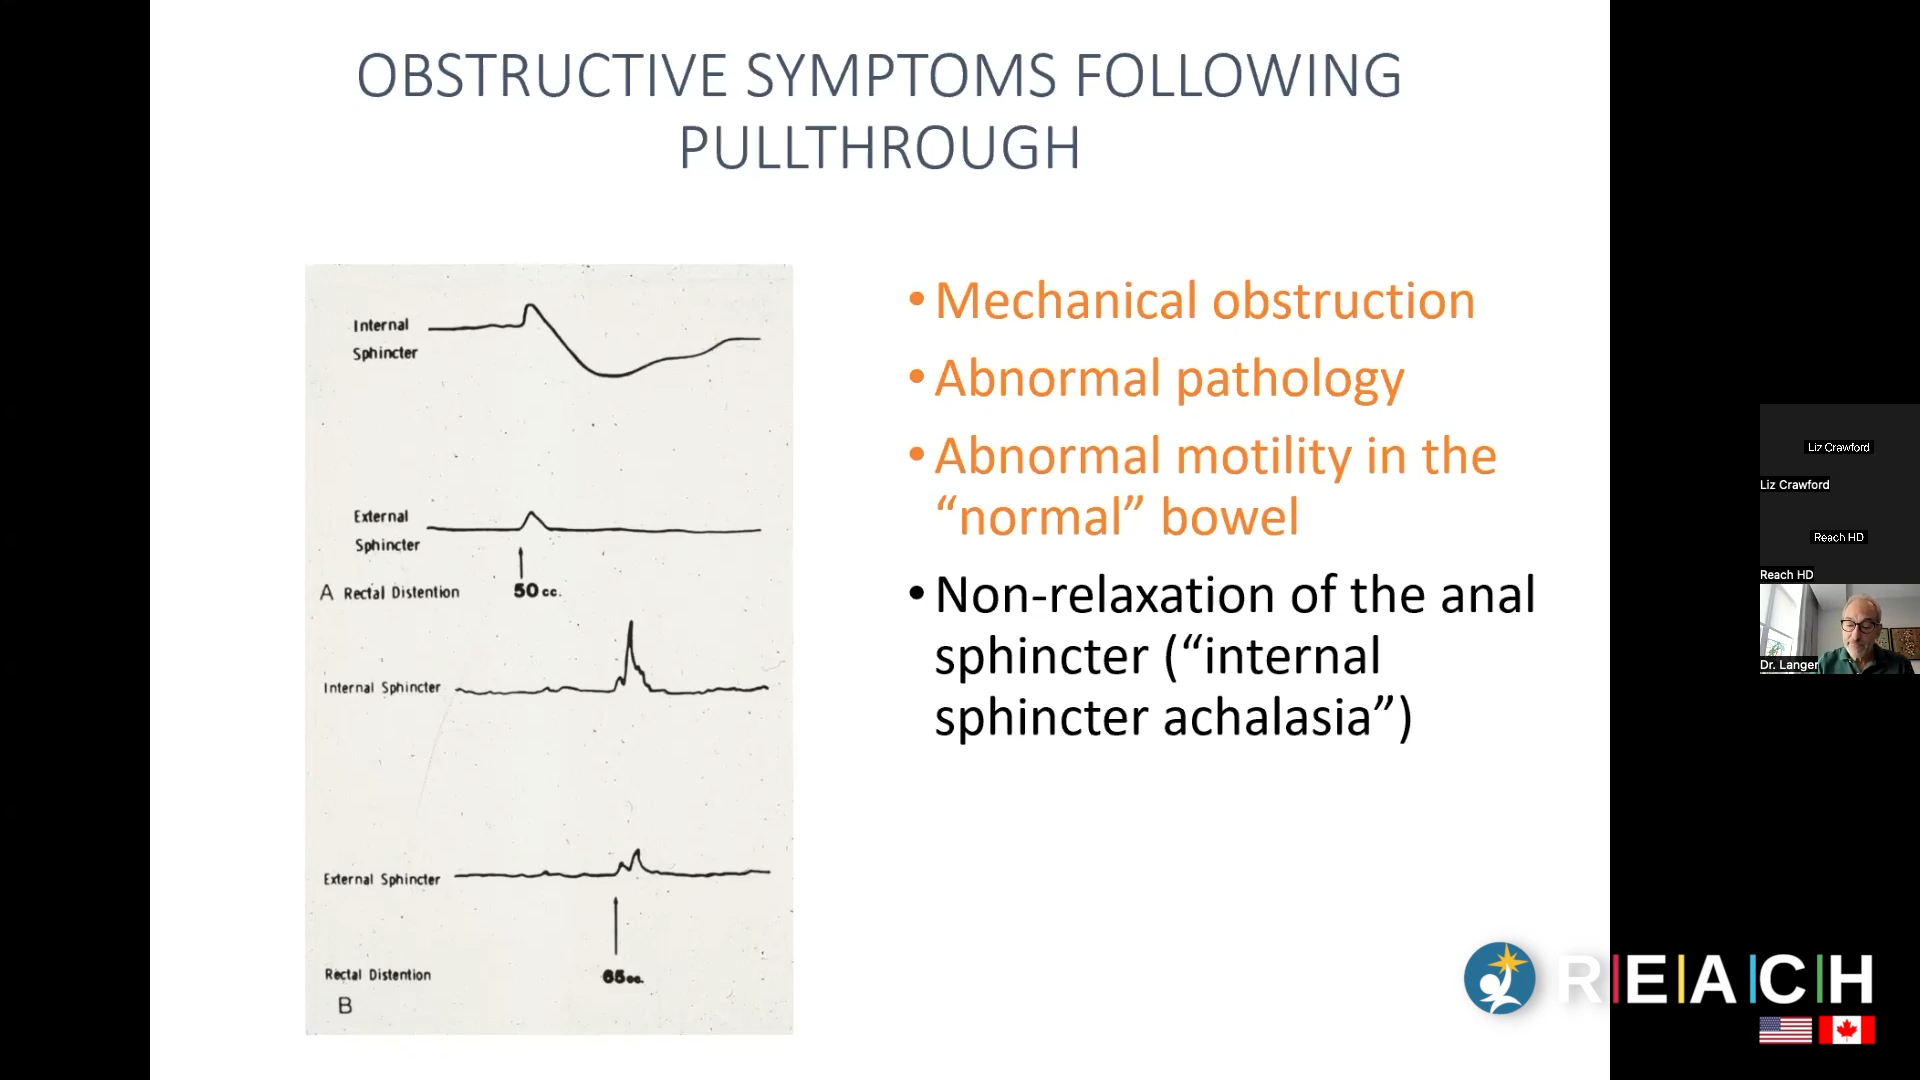 OBSTRUCTIVE SYMPTOMS FOLLOWING
PULLTHROUGH
Internal
Sphincter
External
Sphincter
A Rectal Distention 50 cc.
Internal Sphincter
External Sphincter
Rectal Distention 65 cc.
B
• Mechanical obstruction
• Abnormal pathology
• Abnormal motility in the
“normal” bowel
• Non-relaxation of the anal
sphincter (“internal
sphincter achalasia”)
Liz Crawford
Liz Crawford
Reach HD
Reach HD
Dr. Langer
R|E|A|C|H